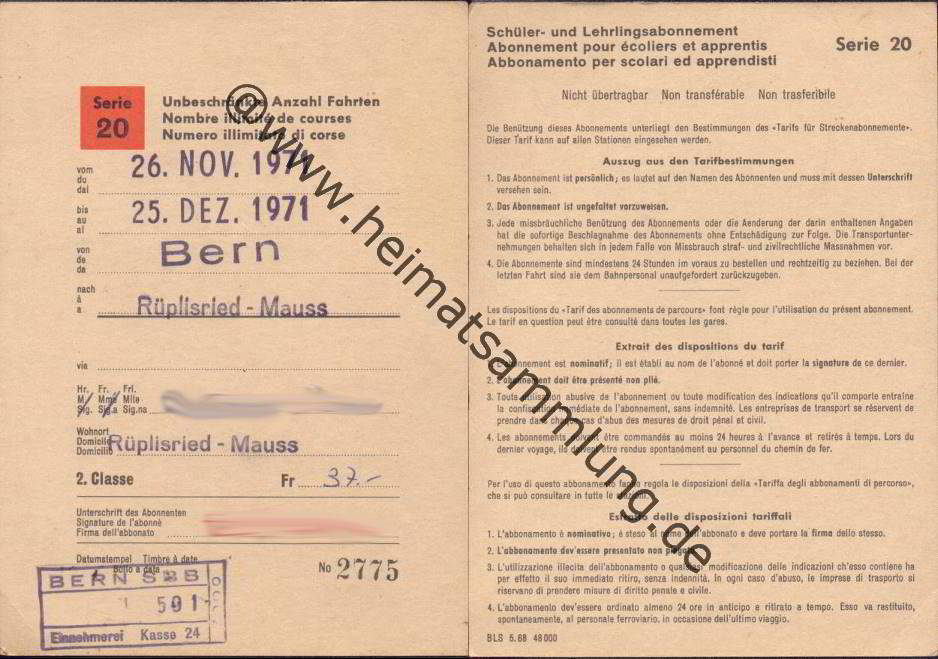 Serie
20
Unbeschränkte Anzahl Fahrten
Nombre illimité de courses
Numero illimitato di corse
vom
du
dal
26. NOV. 1971
bis
au
al
25. DEZ. 1971
von
de
da
Bern
nach
à
a
Rüplisried - Mauss
via
Hr. Fr. Frl.
M. Mme Mlle
Sig. Sig.a Sig.na
Wohnort
Domicile
Domicilio
Rüplisried - Mauss
2. Classe Fr 37.-
Unterschrift des Abonnenten
Signature de l'abonné
Firma dell'abbonato
Datumstempel Timbre à date
Bollo a data
No 2775
BERN SBB
1 501
Einnehmerei Kasse 24
Schüler- und Lehrlingsabonnement
Abonnement pour écoliers et apprentis
Abbonamento per scolari ed apprendisti
Serie 20
Nicht übertragbar Non transférable Non trasferibile
Die Benützung dieses Abonnements unterliegt den Bestimmungen des «Tarifs für Streckenabonnemente».
Dieser Tarif kann auf allen Stationen eingesehen werden.
Auszug aus den Tarifbestimmungen
1. Das Abonnement ist persönlich; es lautet auf den Namen des Abonnenten und muss mit dessen Unterschrift
versehen sein.
2. Das Abonnement ist ungefaltet vorzuweisen.
3. Jede missbräuchliche Benützung des Abonnements oder die Aenderung der darin enthaltenen Angaben
hat die sofortige Beschlagnahme des Abonnements ohne Entschädigung zur Folge. Die Transportunter-
nehmungen behalten sich in jedem Falle von Missbrauch straf- und zivilrechtliche Massnahmen vor.
4. Die Abonnemente sind mindestens 24 Stunden im voraus zu bestellen und rechtzeitig zu beziehen. Bei der
letzten Fahrt sind sie dem Bahnpersonal unaufgefordert zurückzugeben.
Les dispositions du «Tarif des abonnements de parcours» font règle pour l'utilisation du présent abonnement.
Le tarif en question peut être consulté dans toutes les gares.
Extrait des dispositions du tarif
1. L'abonnement est nominatif; il est établi au nom de l'abonné et doit porter la signature de ce dernier.
2. L'abonnement doit être présenté non plié.
3. Toute utilisation abusive de l'abonnement ou toute modification des indications qu'il comporte entraîne
la confiscation immédiate de l'abonnement, sans indemnité. Les entreprises de transport se réservent de
prendre dans chaque cas d'abus des mesures de droit pénal et civil.
4. Les abonnements doivent être commandés au moins 24 heures à l'avance et retirés à temps. Lors du
dernier voyage, ils doivent être rendus spontanément au personnel du chemin de fer.
Per l'uso di questo abbonamento fanno regola le disposizioni della «Tariffa degli abbonamenti di percorso»,
che si può consultare in tutte le stazioni.
Estratto delle disposizioni tariffali
1. L'abbonamento è nominativo; è steso al nome dell'abbonato e deve portare la firma dello stesso.
2. L'abbonamento dev'essere presentato non piegato.
3. L'utilizzazione illecita dell'abbonamento o qualsiasi modificazione delle indicazioni ch'esso contiene ha
per effetto il suo immediato ritiro, senza indennità. In ogni caso d'abuso, le imprese di trasporto si
riservano di prendere misure di diritto penale e civile.
4. L'abbonamento dev'essere ordinato almeno 24 ore in anticipo e ritirato a tempo. Esso va restituito,
spontaneamente, al personale ferroviario, in occasione dell'ultimo viaggio.
BLS 5.68 48000
@www.heimatsammlung.de